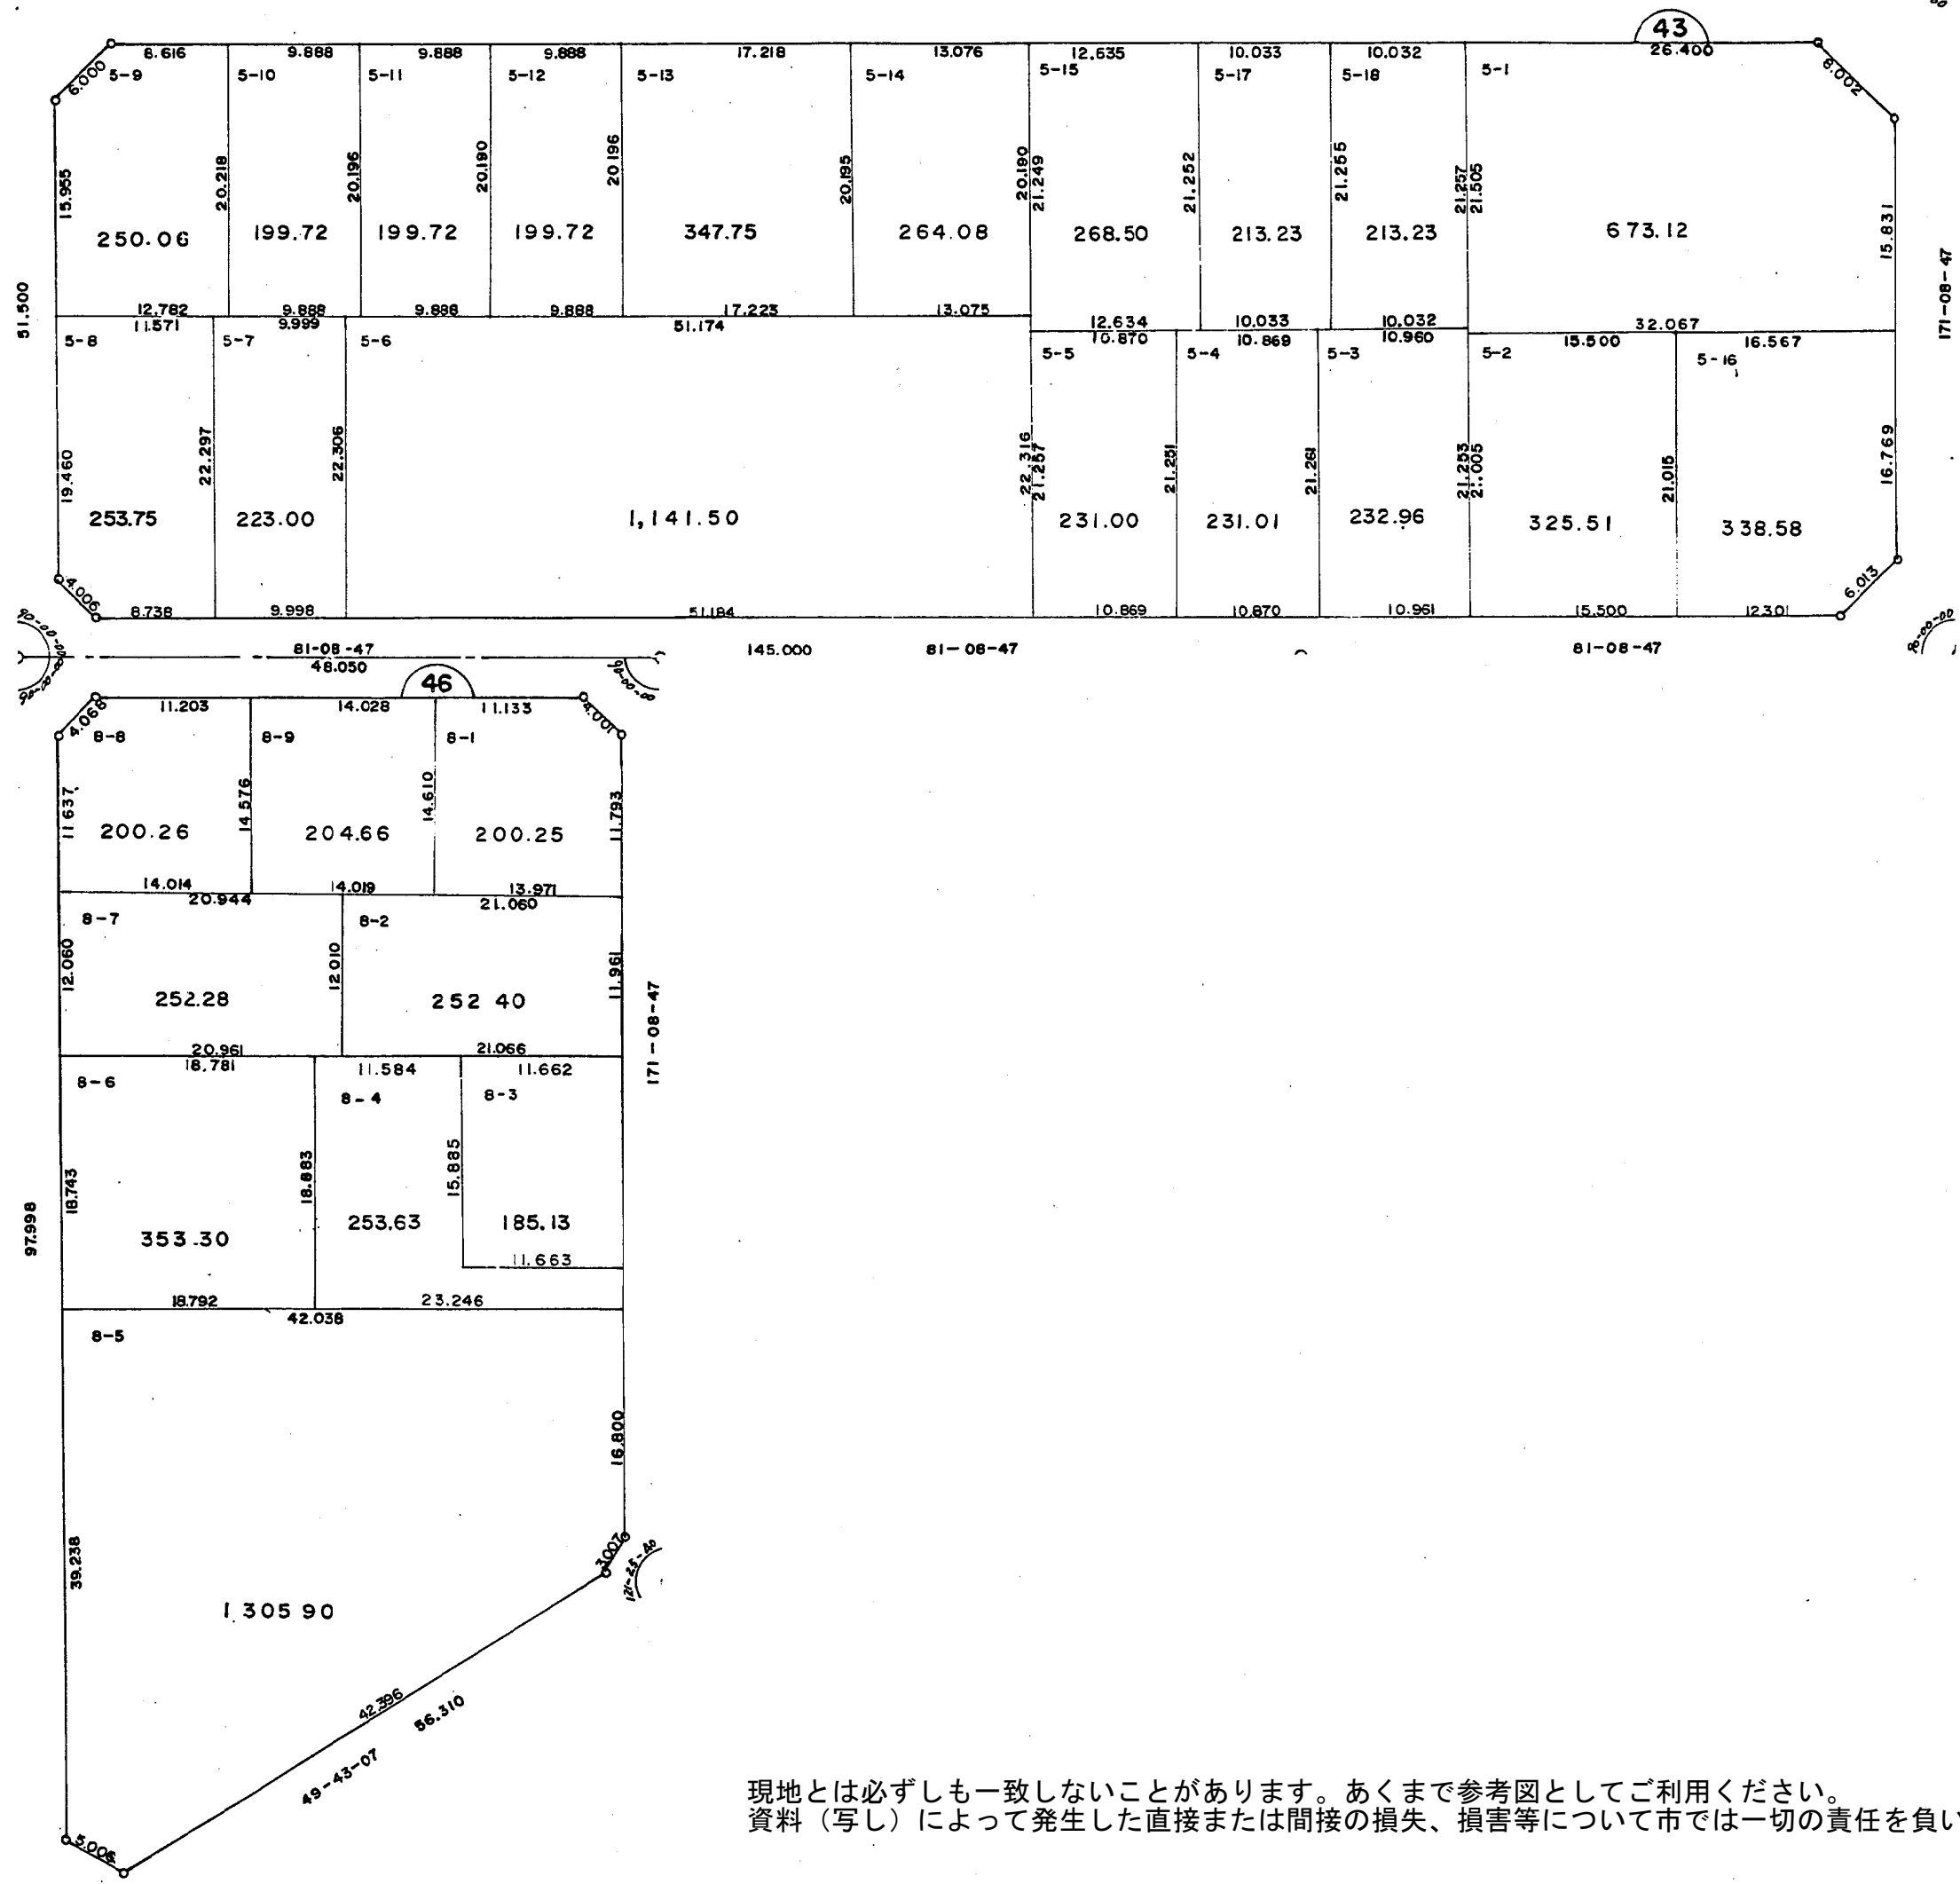 43
8.616 9.888 9.888 9.888 17.218 13.076 12.635 10.033 10.032 26.400
6.000 5-9 5-10 5-11 5-12 5-13 5-14 5-15 5-17 5-18 5-1 6.002
15.955 20.218 20.196 20.190 20.196 20.195 20.190 21.249 21.252 21.255 21.257 21.505 15.831
250.06 199.72 199.72 199.72 347.75 264.08 268.50 213.23 213.23 673.12
51.500 171-08-47
12.782 9.888 9.888 9.888 17.223 13.075 12.634 10.033 10.032 32.067
11.571 9.999 51.174 10.870 10.869 10.960 15.500 16.567
5-8 5-7 5-6 5-5 5-4 5-3 5-2 5-16
19.460 22.297 22.306 22.316 21.257 21.251 21.261 21.253 21.005 21.015 16.769
253.75 223.00 1,141.50 231.00 231.01 232.96 325.51 338.58
4.006 8.738 9.998 51.184 10.869 10.870 10.961 15.500 12.301 6.013
90-00-00 81-08-47 145.000 81-08-47 81-08-47 90-00-00
90-00-00 48.050 90-00-00
46
4.068 11.203 14.028 11.133 4.001
8-8 8-9 8-1
11.637 14.576 14.610 11.793
200.26 204.66 200.25
14.014 14.019 13.971
20.944 21.060
8-7 8-2
12.060 12.010 11.961
252.28 252 40
171-08-47
20.961 21.066
18.781 11.584 11.662
8-6 8-4 8-3
18.743 18.883 15.885
353.30 253.63 185.13
97.998
11.663
18.792 23.246
42.038
8-5
16.800
39.238
3.007 121-25-40
1,305 90
42.396
56.310
49-43-07
5.006
現地とは必ずしも一致しないことがあります。あくまで参考図としてご利用ください。
資料（写し）によって発生した直接または間接の損失、損害等について市では一切の責任を負い